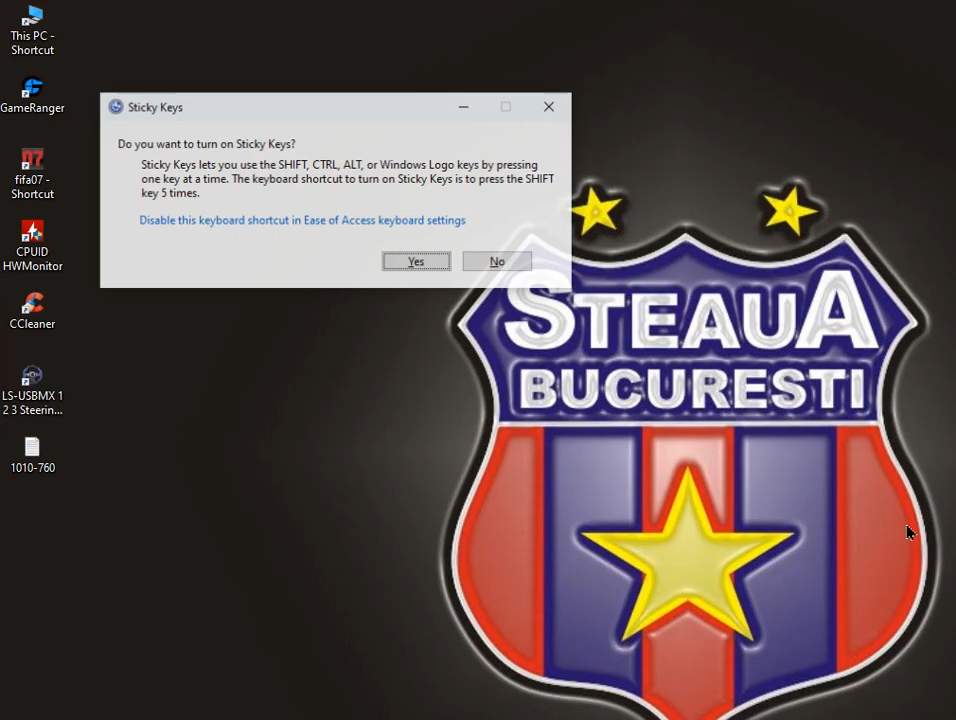 This PC -
Shortcut
GameRanger
fifa07 -
Shortcut
CPUID
HWMonitor
CCleaner
LS-USBMX 1
2 3 Steerin...
1010-760
Sticky Keys
Do you want to turn on Sticky Keys?
Sticky Keys lets you use the SHIFT, CTRL, ALT, or Windows Logo keys by pressing
one key at a time. The keyboard shortcut to turn on Sticky Keys is to press the SHIFT
key 5 times.
Disable this keyboard shortcut in Ease of Access keyboard settings
Yes
No
STEAUA
BUCURESTI
07